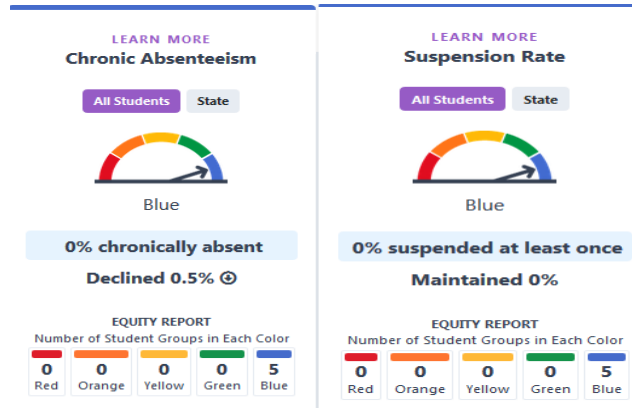 LEARN MORE
Chronic Absenteeism
All Students State
Blue
0% chronically absent
Declined 0.5%
EQUITY REPORT
Number of Student Groups in Each Color
0 0 0 0 5
Red Orange Yellow Green Blue
LEARN MORE
Suspension Rate
All Students State
Blue
0% suspended at least once
Maintained 0%
EQUITY REPORT
Number of Student Groups in Each Color
0 0 0 0 5
Red Orange Yellow Green Blue